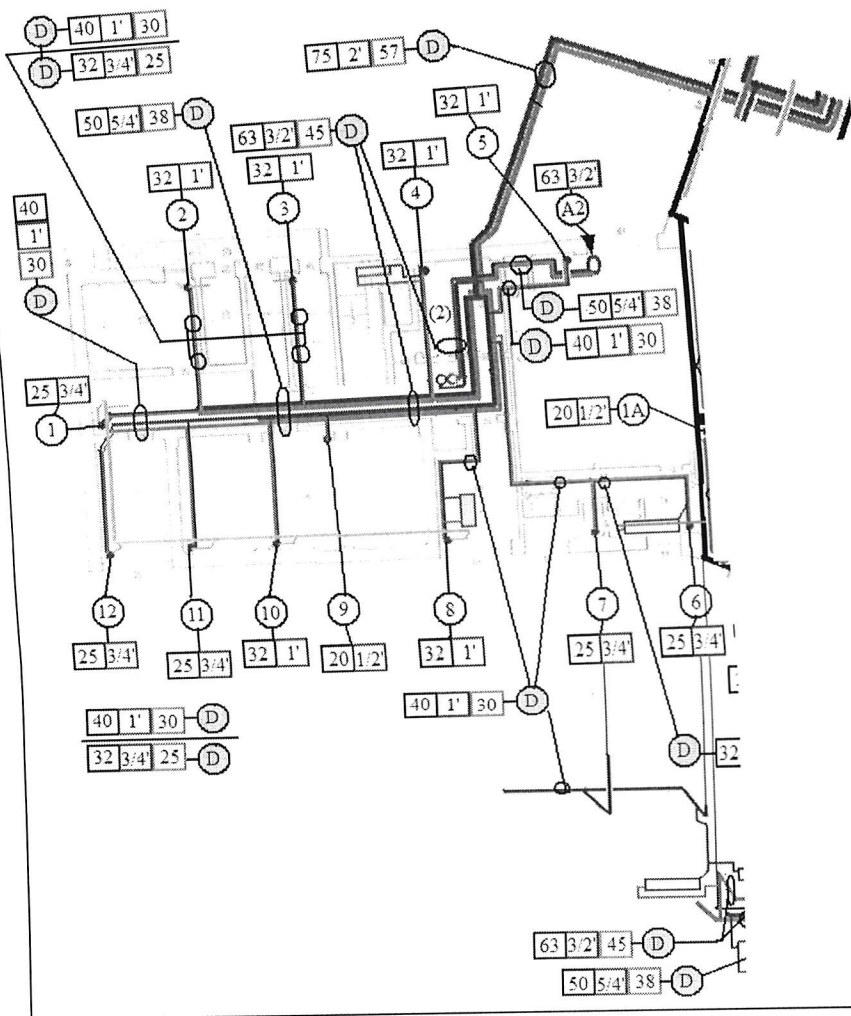 D 40 1' 30
D 32 3/4' 25
75 2' 57 D
50 5/4' 38 D
63 3/2' 45 D
32 1'
5
32 1'
2
32 1'
3
32 1'
4
63 3/2'
A2
40
1'
30
D
(2)
D 50 5/4' 38
D 40 1' 30
25 3/4'
1
20 1/2' 1A
12
25 3/4'
11
25 3/4'
10
32 1'
9
20 1/2'
8
32 1'
7
25 3/4'
6
25 3/4'
40 1' 30 D
40 1' 30 D
32 3/4' 25 D
D 32
63 3/2' 45 D
50 5/4' 38 D